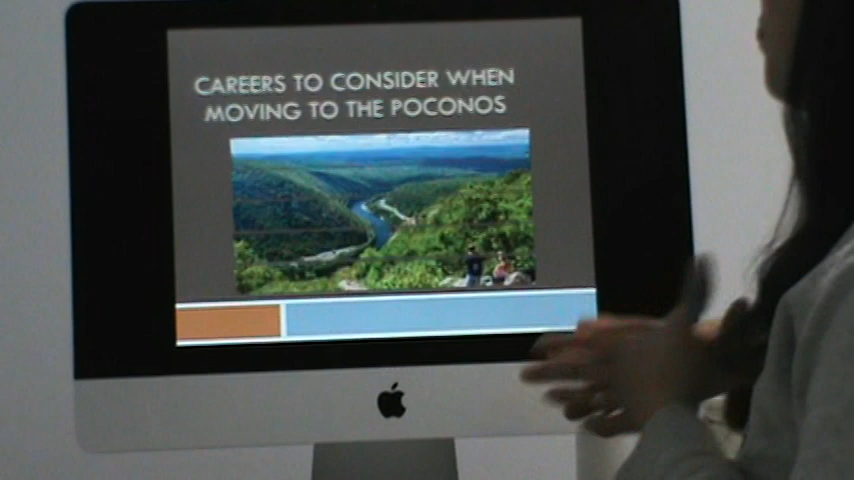 CAREERS TO CONSIDER WHEN
MOVING TO THE POCONOS